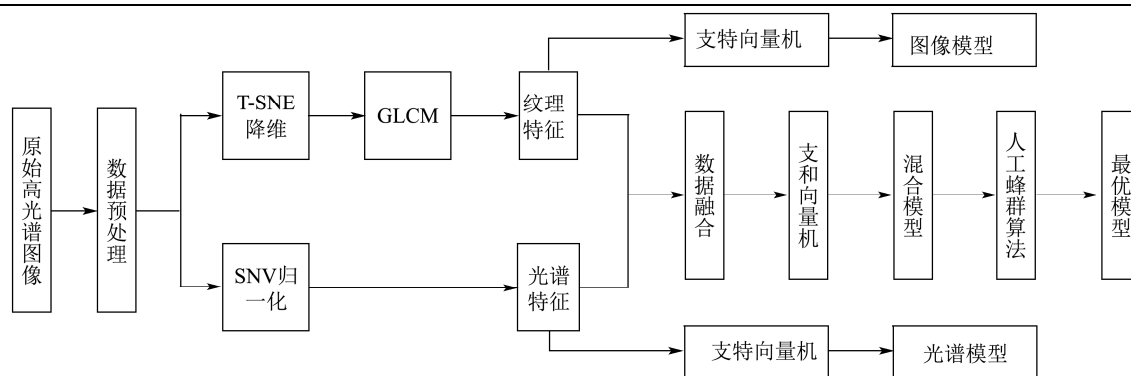 原始高光谱图像
数据预处理
T-SNE
降维
GLCM
纹理
特征
支特向量机
图像模型
SNV归
一化
光谱
特征
数据融合
支和向量机
混合模型
人工蜂群算法
最优模型
支特向量机
光谱模型